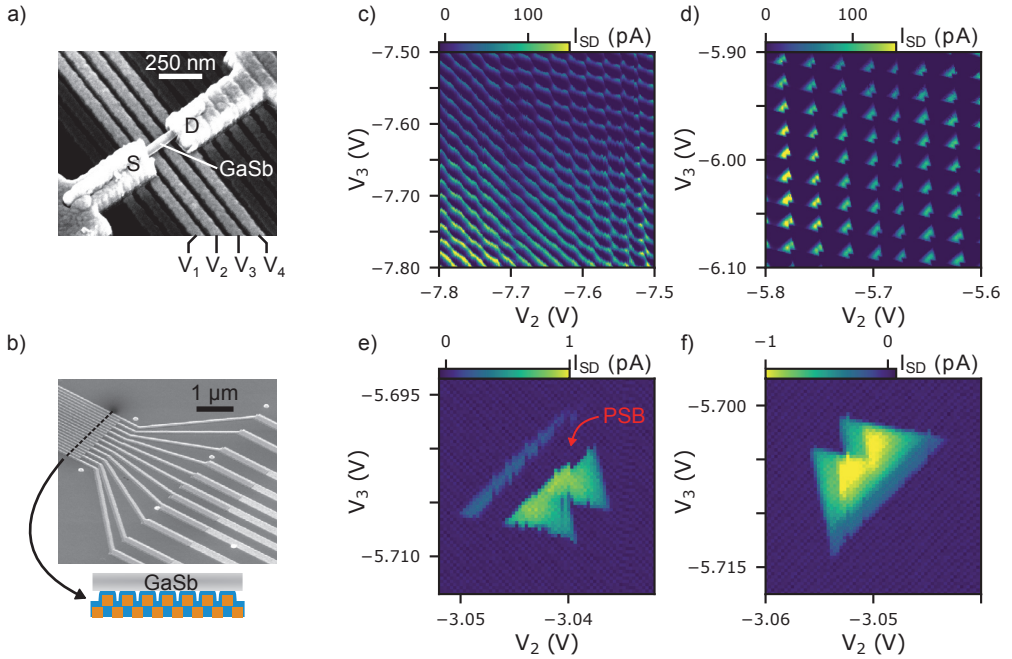 a)
250 nm
D
S
GaSb
V1 V2 V3 V4
b)
1 µm
GaSb
c)
0 100 ISD (pA)
−7.50
−7.60
−7.70
−7.80
V3 (V)
−7.8 −7.7 −7.6 −7.5
V2 (V)
d)
0 100 ISD (pA)
−5.90
−6.00
−6.10
V3 (V)
−5.8 −5.7 −5.6
V2 (V)
e)
0 1
ISD (pA)
−5.695
PSB
−5.710
V3 (V)
−3.05 −3.04
V2 (V)
f)
−1 0
ISD (pA)
−5.700
−5.715
V3 (V)
−3.06 −3.05
V2 (V)